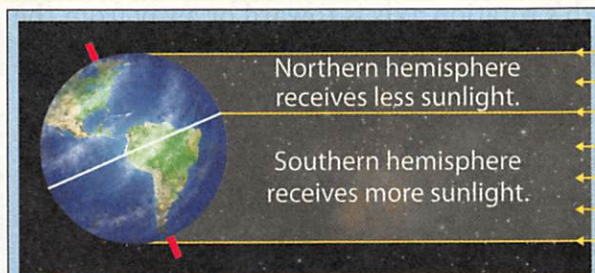 Northern hemisphere
receives less sunlight.
Southern hemisphere
receives more sunlight.